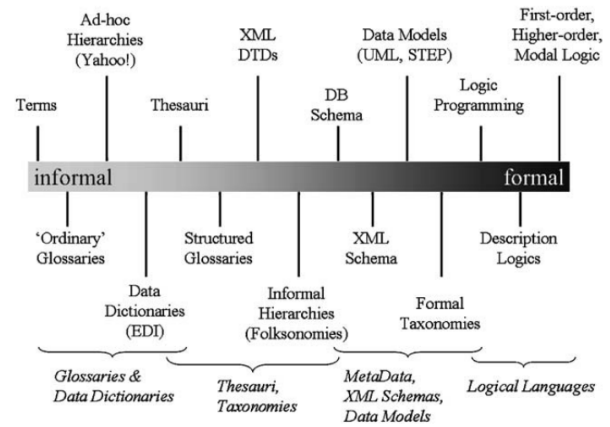 Ad-hoc
Hierarchies
(Yahoo!)
XML
DTDs
Data Models
(UML, STEP)
First-order,
Higher-order,
Modal Logic
Terms
Thesauri
DB
Schema
Logic
Programming
informal
formal
‘Ordinary’
Glossaries
Structured
Glossaries
XML
Schema
Description
Logics
Data
Dictionaries
(EDI)
Informal
Hierarchies
(Folksonomies)
Formal
Taxonomies
Glossaries &
Data Dictionaries
Thesauri,
Taxonomies
MetaData,
XML Schemas,
Data Models
Logical Languages